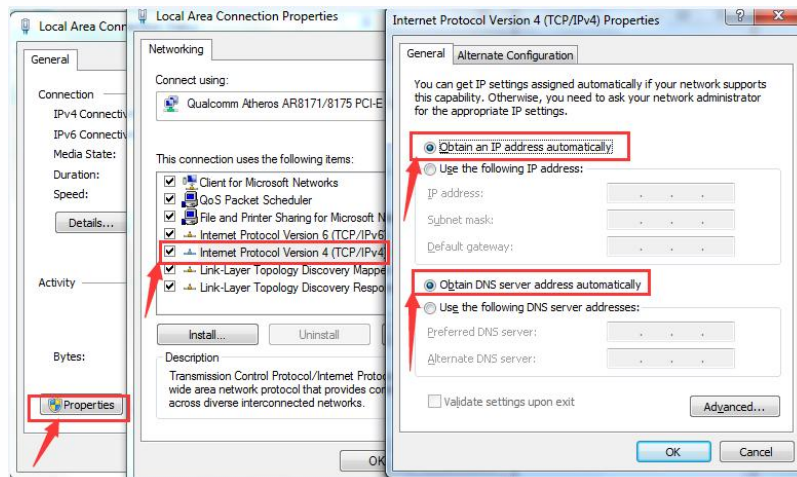 Local Area Conn
General
Connection
IPv4 Connectiv
IPv6 Connectiv
Media State:
Duration:
Speed:
Details...
Activity
Bytes:
Properties
Local Area Connection Properties
Networking
Connect using:
Qualcomm Atheros AR8171/8175 PCI-E
This connection uses the following items:
Client for Microsoft Networks
QoS Packet Scheduler
File and Printer Sharing for Microsoft N
Internet Protocol Version 6 (TCP/IPv6
Internet Protocol Version 4 (TCP/IPv4
Link-Layer Topology Discovery Mappe
Link-Layer Topology Discovery Respo
Install...
Uninstall
Description
Transmission Control Protocol/Internet Protoc
wide area network protocol that provides con
across diverse interconnected networks.
OK
Internet Protocol Version 4 (TCP/IPv4) Properties
General
Alternate Configuration
You can get IP settings assigned automatically if your network supports
this capability. Otherwise, you need to ask your network administrator
for the appropriate IP settings.
Obtain an IP address automatically
Use the following IP address:
IP address:
Subnet mask:
Default gateway:
Obtain DNS server address automatically
Use the following DNS server addresses:
Preferred DNS server:
Alternate DNS server:
Validate settings upon exit
Advanced...
OK
Cancel